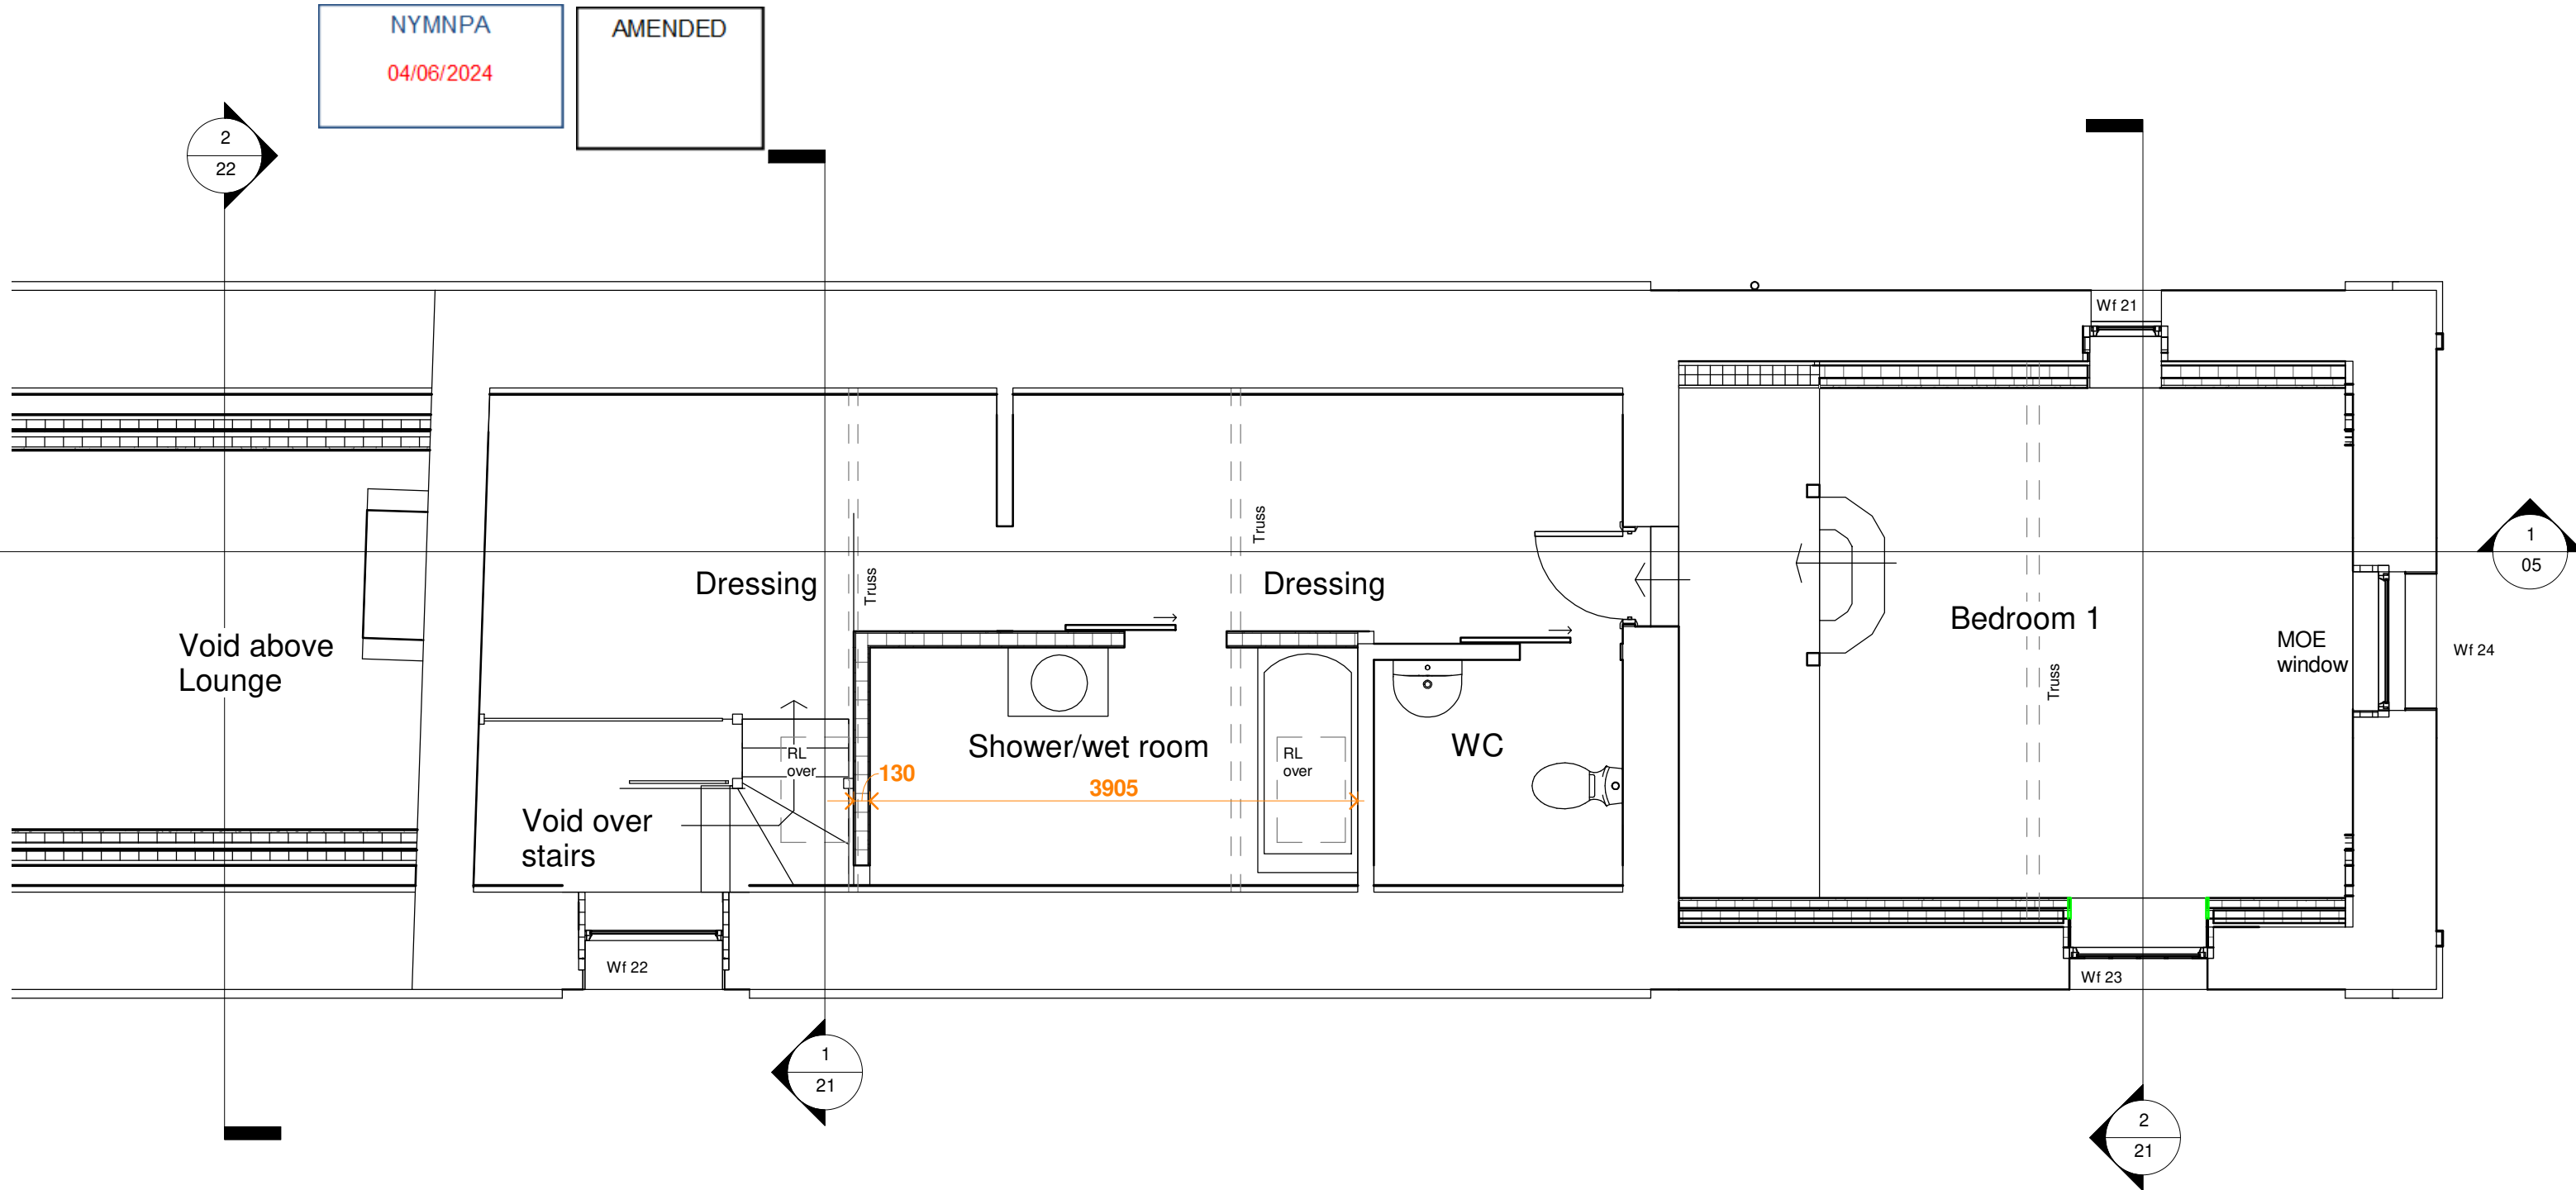 NYMNPA
04/06/2024
AMENDED
2
22
Wf 21
1
05
Truss
Dressing
Truss
Dressing
Bedroom 1
Void above
Lounge
MOE
window
Wf 24
Truss
Shower/wet room
WC
RL
over
RL
over
130
3905
Void over
stairs
Wf 22
Wf 23
1
21
2
21